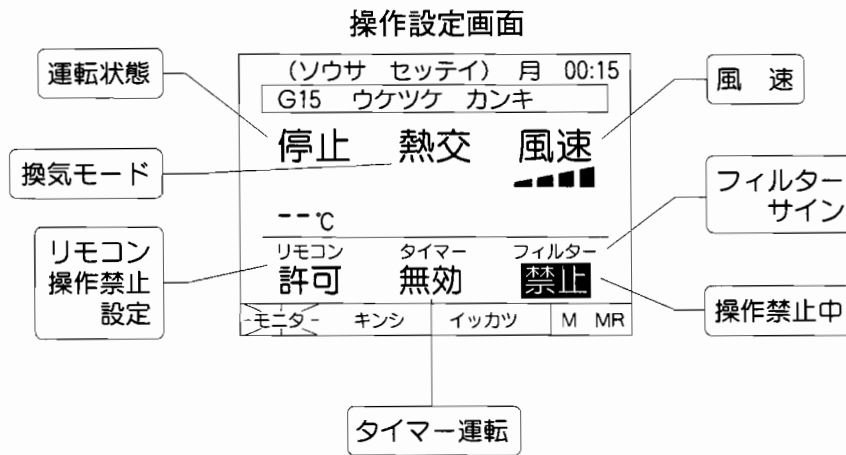 操作設定画面
運転状態
(ソウサ セッテイ) 月 00:15
風 速
G15 ウケツケ カンキ
停止 熱交 風速
換気モード
フィルター
サイン
--℃
リモコン
操作禁止
設定
リモコン タイマー フィルター
許可 無効 禁止
操作禁止中
モニタ キンシ イッカツ M MR
タイマー運転